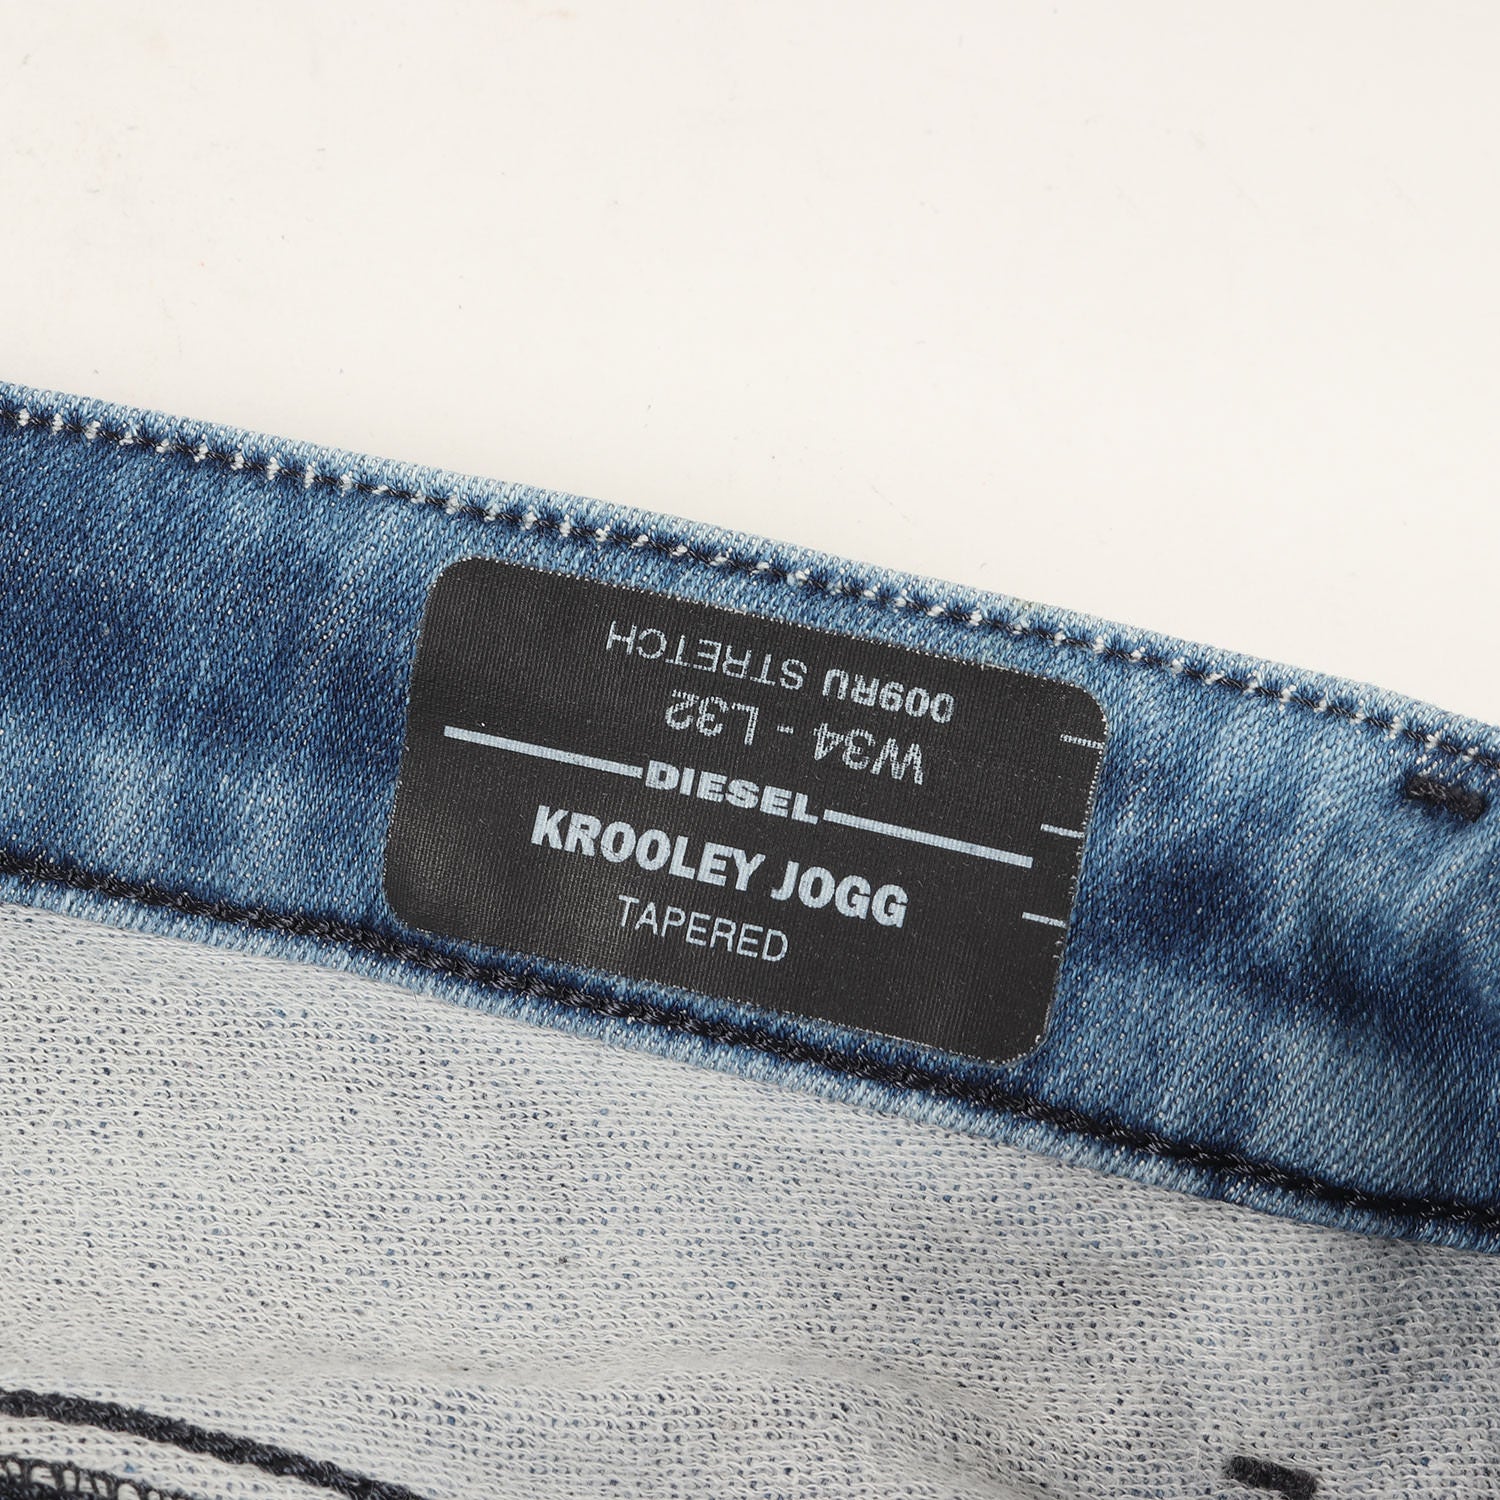 009RU STRETCH
W34 - L32
DIESEL
KROOLEY JOGG
TAPERED